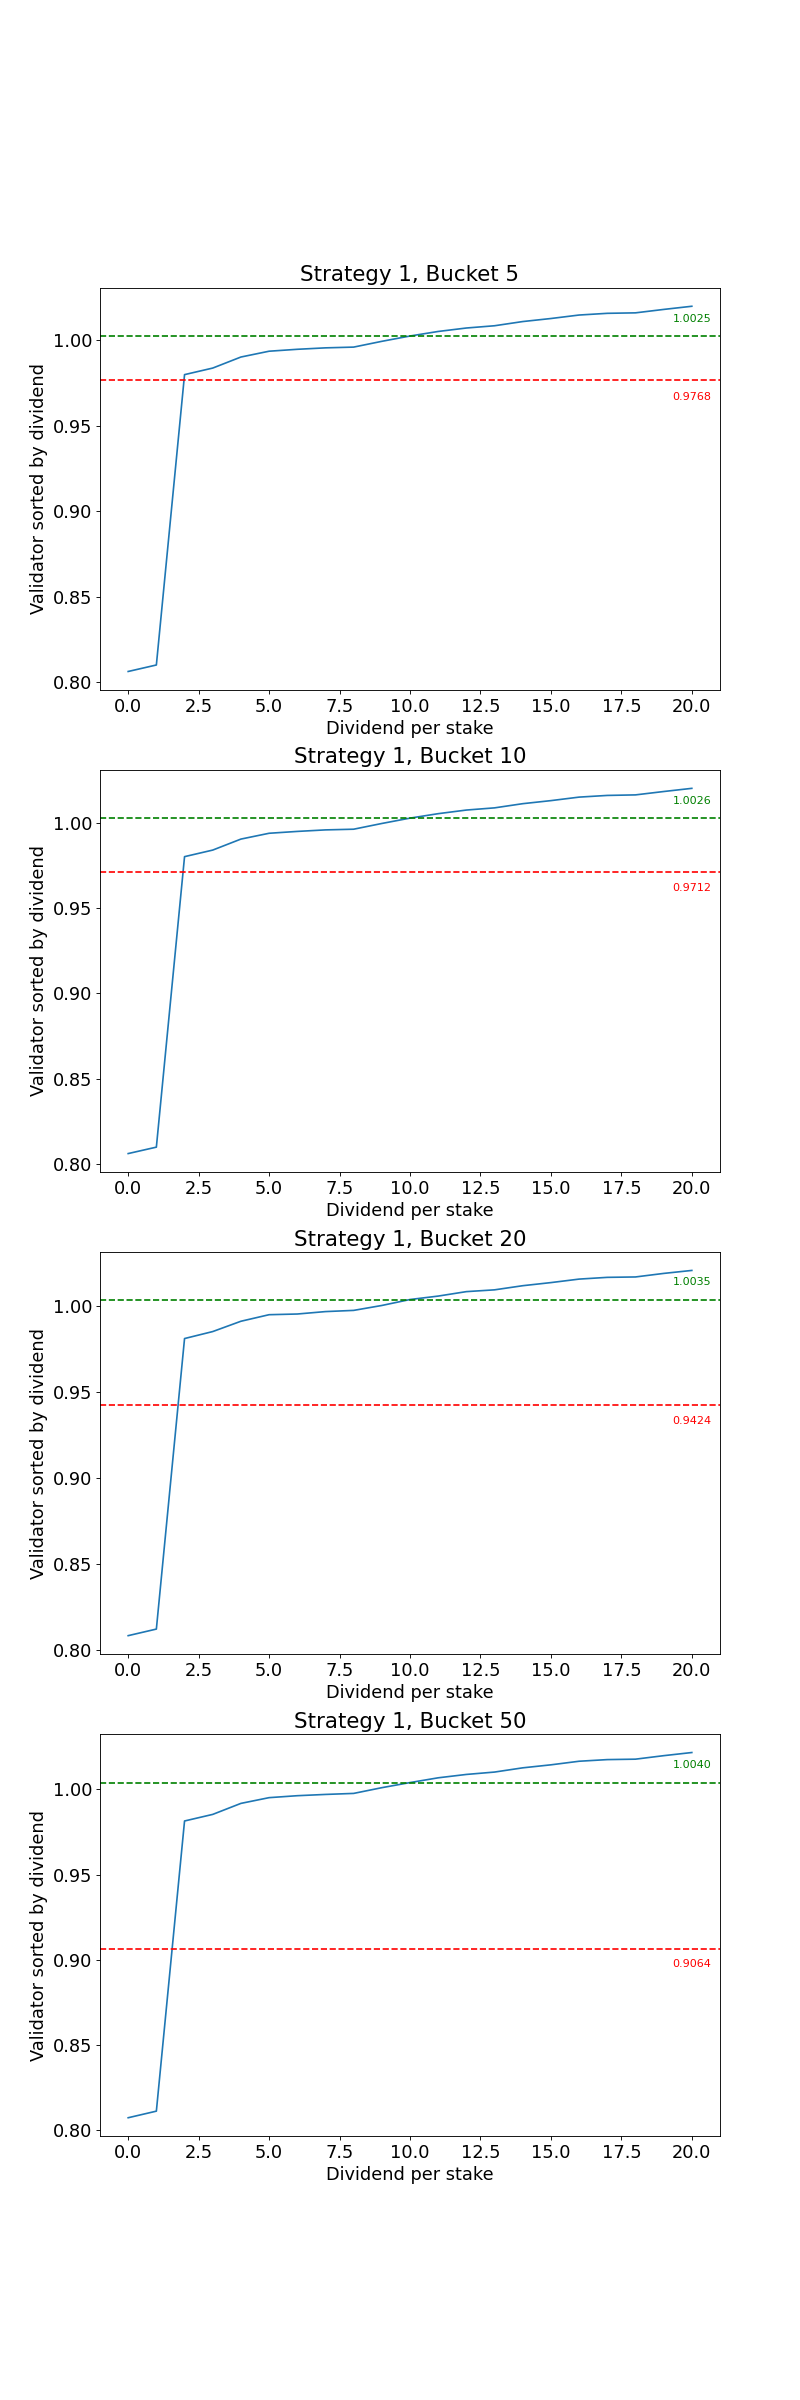 Strategy 1, Bucket 5
1.0025
1.00
0.9768
0.95
0.90
0.85
0.80
Validator sorted by dividend
0.0 2.5 5.0 7.5 10.0 12.5 15.0 17.5 20.0
Dividend per stake
Strategy 1, Bucket 10
1.0026
1.00
0.9712
0.95
0.90
0.85
0.80
Validator sorted by dividend
0.0 2.5 5.0 7.5 10.0 12.5 15.0 17.5 20.0
Dividend per stake
Strategy 1, Bucket 20
1.0035
1.00
0.95
0.9424
0.90
0.85
0.80
Validator sorted by dividend
0.0 2.5 5.0 7.5 10.0 12.5 15.0 17.5 20.0
Dividend per stake
Strategy 1, Bucket 50
1.0040
1.00
0.95
0.90
0.9064
0.85
0.80
Validator sorted by dividend
0.0 2.5 5.0 7.5 10.0 12.5 15.0 17.5 20.0
Dividend per stake